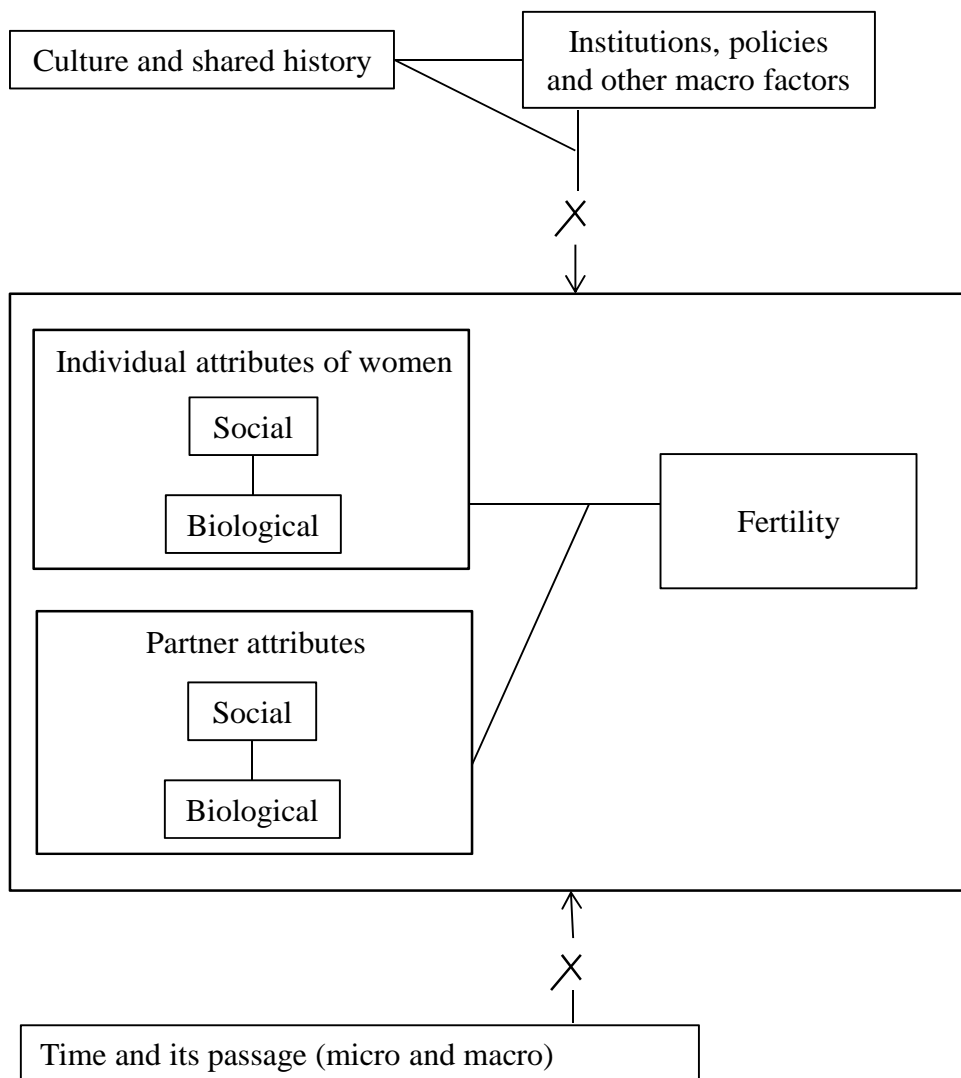 Culture and shared history
Institutions, policies
and other macro factors
Individual attributes of women
Social
Biological
Fertility
Partner attributes
Social
Biological
Time and its passage (micro and macro)